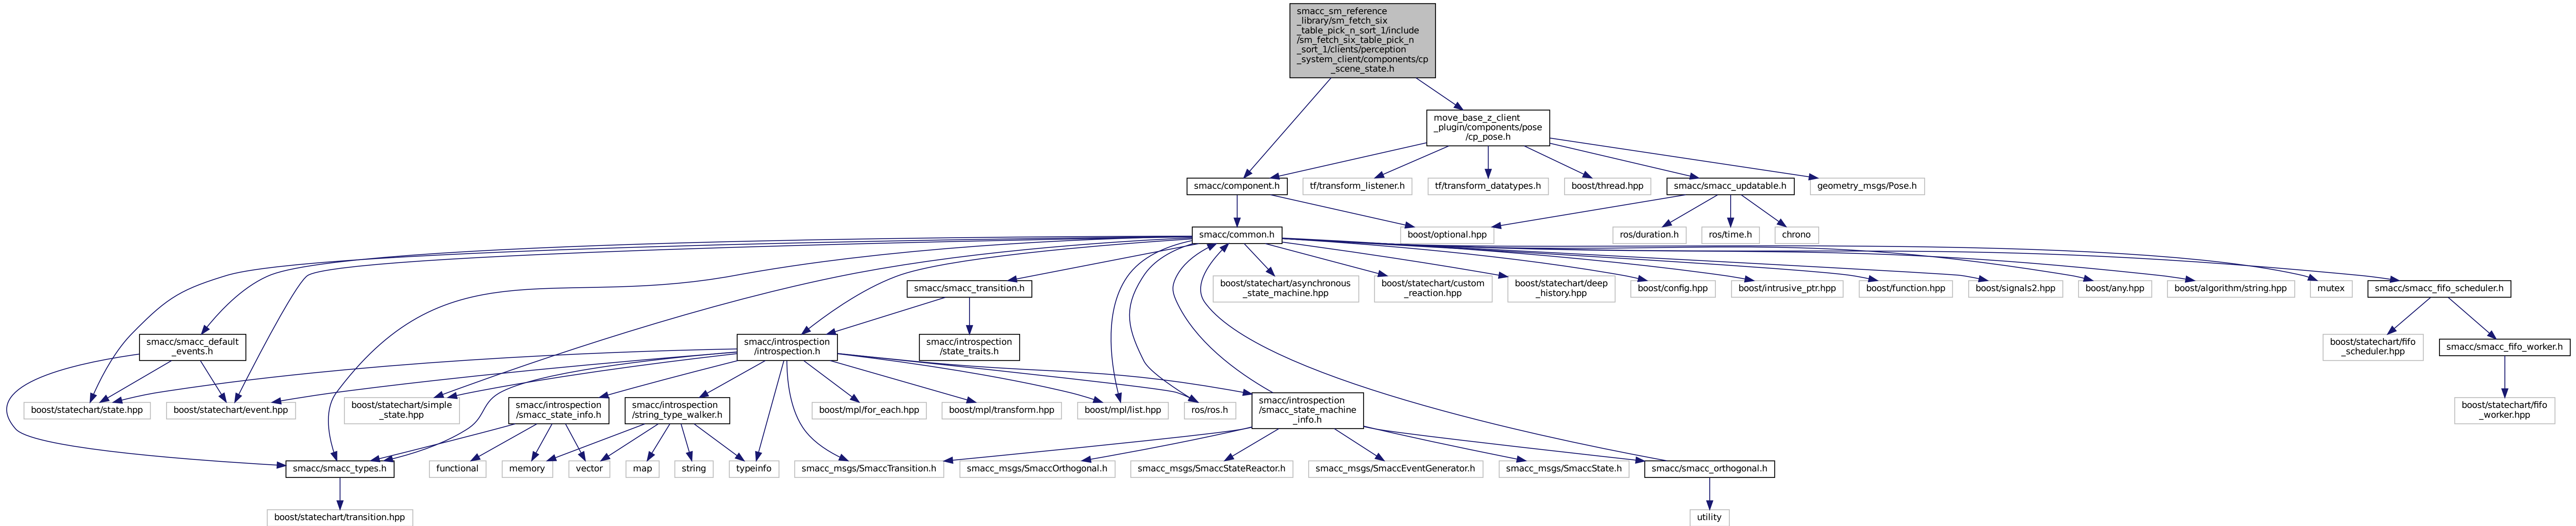 smacc_sm_reference
_library/sm_fetch_six
_table_pick_n_sort_1/include
/sm_fetch_six_table_pick_n
_sort_1/clients/perception
_system_client/components/cp
_scene_state.h
move_base_z_client
_plugin/components/pose
/cp_pose.h
smacc/component.h
tf/transform_listener.h
tf/transform_datatypes.h
boost/thread.hpp
smacc/smacc_updatable.h
geometry_msgs/Pose.h
smacc/common.h
boost/optional.hpp
ros/duration.h
ros/time.h
chrono
smacc/smacc_transition.h
boost/statechart/asynchronous
_state_machine.hpp
boost/statechart/custom
_reaction.hpp
boost/statechart/deep
_history.hpp
boost/config.hpp
boost/intrusive_ptr.hpp
boost/function.hpp
boost/signals2.hpp
boost/any.hpp
boost/algorithm/string.hpp
mutex
smacc/smacc_fifo_scheduler.h
smacc/smacc_default
_events.h
smacc/introspection
/introspection.h
smacc/introspection
/state_traits.h
boost/statechart/fifo
_scheduler.hpp
smacc/smacc_fifo_worker.h
boost/statechart/state.hpp
boost/statechart/event.hpp
boost/statechart/simple
_state.hpp
smacc/introspection
/smacc_state_info.h
smacc/introspection
/string_type_walker.h
boost/mpl/for_each.hpp
boost/mpl/transform.hpp
boost/mpl/list.hpp
ros/ros.h
smacc/introspection
/smacc_state_machine
_info.h
boost/statechart/fifo
_worker.hpp
smacc/smacc_types.h
functional
memory
vector
map
string
typeinfo
smacc_msgs/SmaccTransition.h
smacc_msgs/SmaccOrthogonal.h
smacc_msgs/SmaccStateReactor.h
smacc_msgs/SmaccEventGenerator.h
smacc_msgs/SmaccState.h
smacc/smacc_orthogonal.h
boost/statechart/transition.hpp
utility